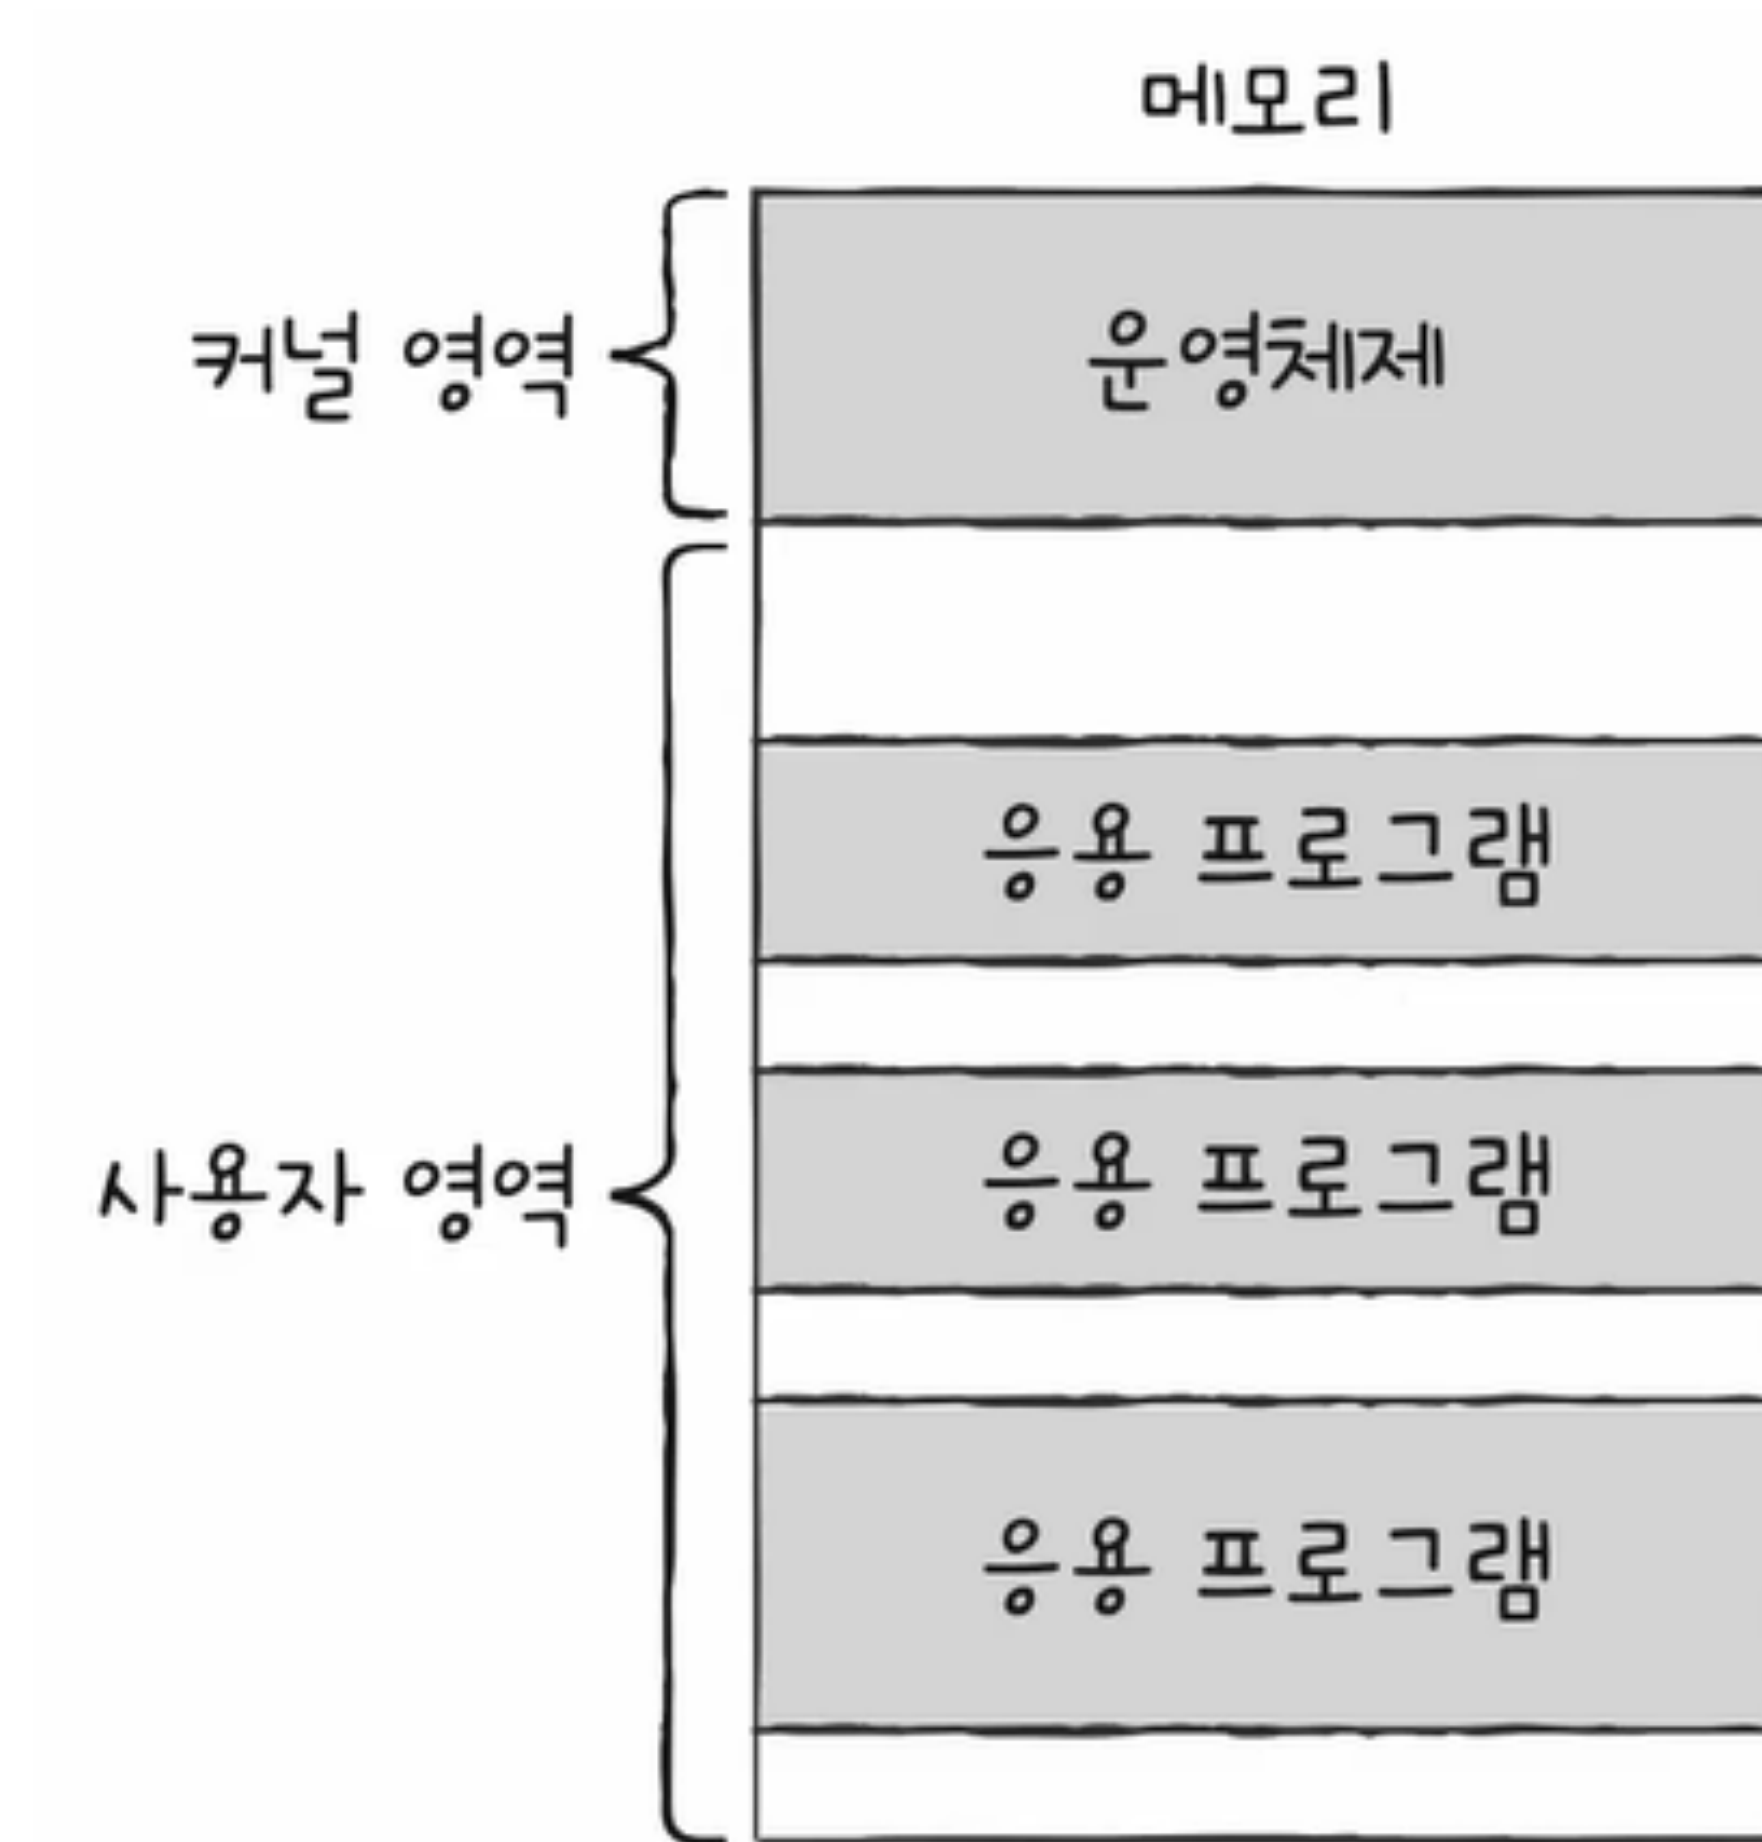 메모리
커널 영역
운영체제
응용 프로그램
사용자 영역
응용 프로그램
응용 프로그램